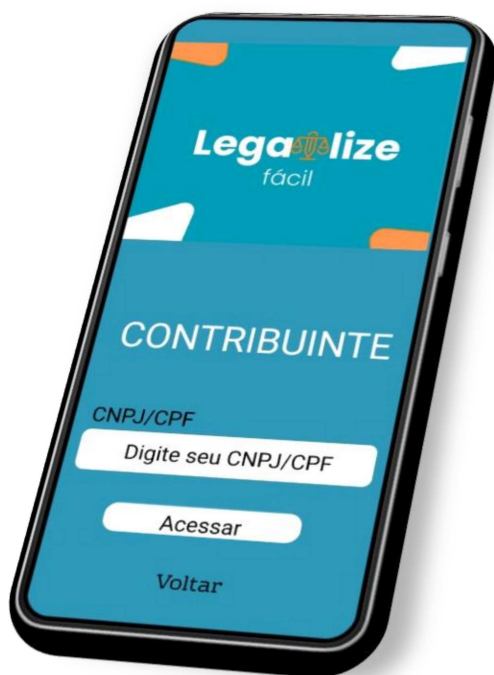 Legalize
fácil
CONTRIBUINTE
CNPJ/CPF
Digite seu CNPJ/CPF
Acessar
Voltar